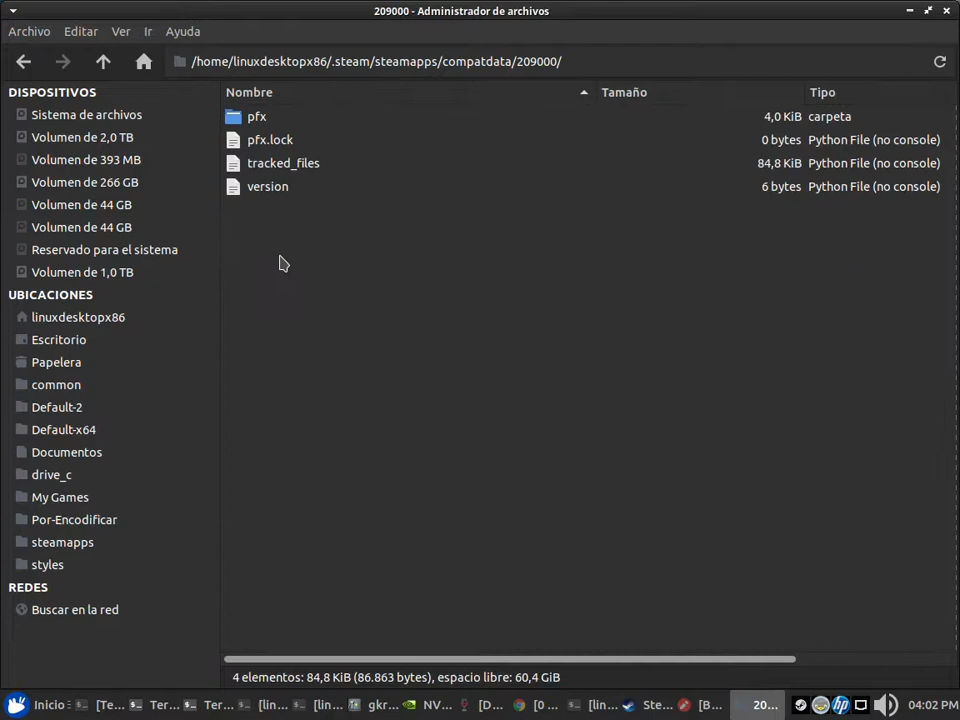 209000 - Administrador de archivos
Archivo Editar Ver Ir Ayuda
/home/linuxdesktopx86/.steam/steamapps/compatdata/209000/
DISPOSITIVOS
Sistema de archivos
Volumen de 2,0 TB
Volumen de 393 MB
Volumen de 266 GB
Volumen de 44 GB
Volumen de 44 GB
Reservado para el sistema
Volumen de 1,0 TB
UBICACIONES
linuxdesktopx86
Escritorio
Papelera
common
Default-2
Default-x64
Documentos
drive_c
My Games
Por-Encodificar
steamapps
styles
REDES
Buscar en la red
Nombre Tamaño Tipo
pfx 4,0 KiB carpeta
pfx.lock 0 bytes Python File (no console)
tracked_files 84,8 KiB Python File (no console)
version 6 bytes Python File (no console)
4 elementos: 84,8 KiB (86.863 bytes), espacio libre: 60,4 GiB
Inicio [Te... Ter... Ter... [lin... [lin... gkr... NV... [D... [0 ... [lin... Ste... [B... 20... hp 04:02 PM